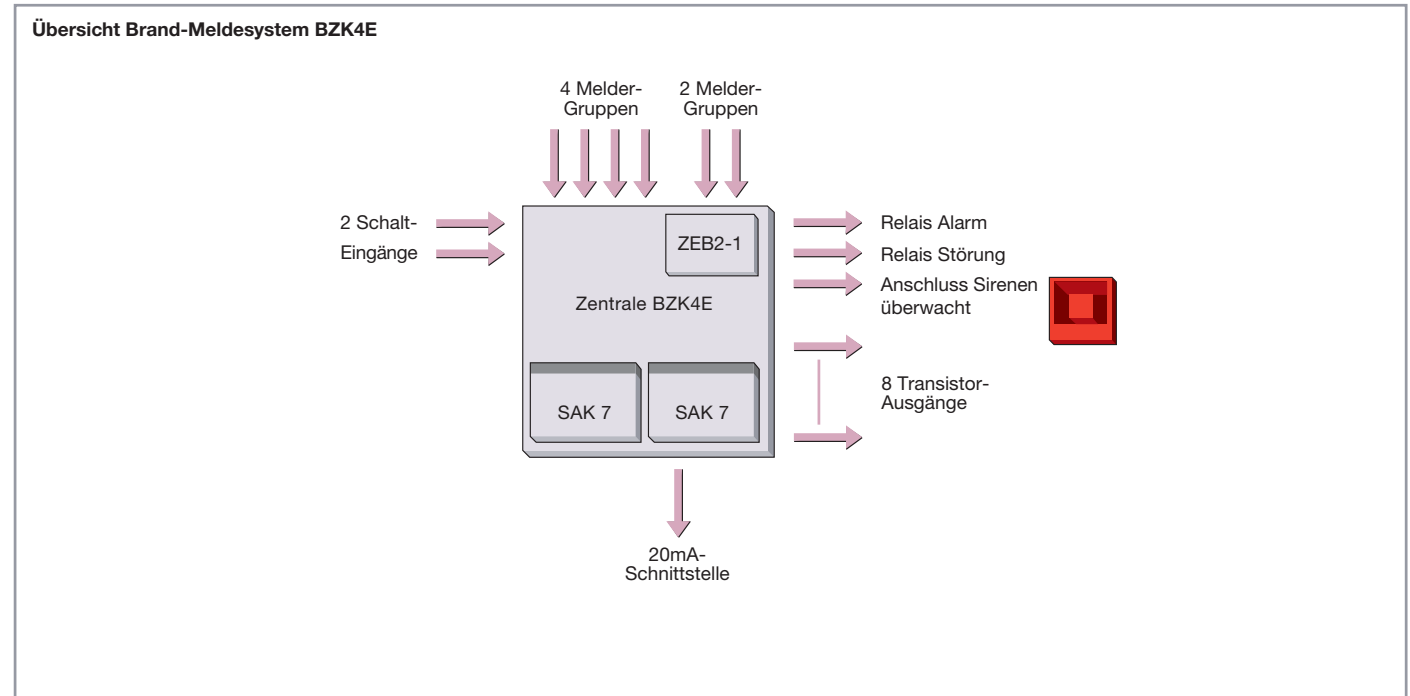 Übersicht Brand-Meldesystem BZK4E
4 Melder-
Gruppen
2 Melder-
Gruppen
2 Schalt-
Eingänge
ZEB2-1
Zentrale BZK4E
SAK 7
SAK 7
Relais Alarm
Relais Störung
Anschluss Sirenen
überwacht
8 Transistor-
Ausgänge
20mA-
Schnittstelle